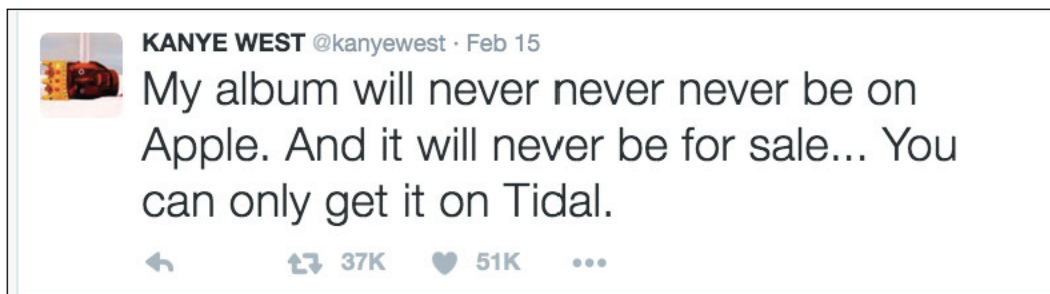 KANYE WEST @kanyewest · Feb 15
My album will never never never be on
Apple. And it will never be for sale... You
can only get it on Tidal.
37K 51K